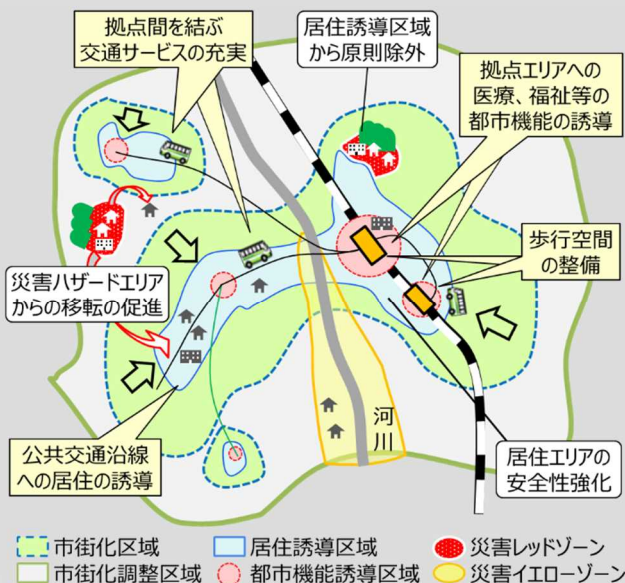 拠点間を結ぶ
交通サービスの充実
居住誘導区域
から原則除外
拠点エリアへの
医療、福祉等の
都市機能の誘導
歩行空間
の整備
災害ハザードエリア
からの移転の促進
公共交通沿線
への居住の誘導
河川
居住エリアの
安全性強化
市街化区域
居住誘導区域
災害レッドゾーン
市街化調整区域
都市機能誘導区域
災害イエローゾーン